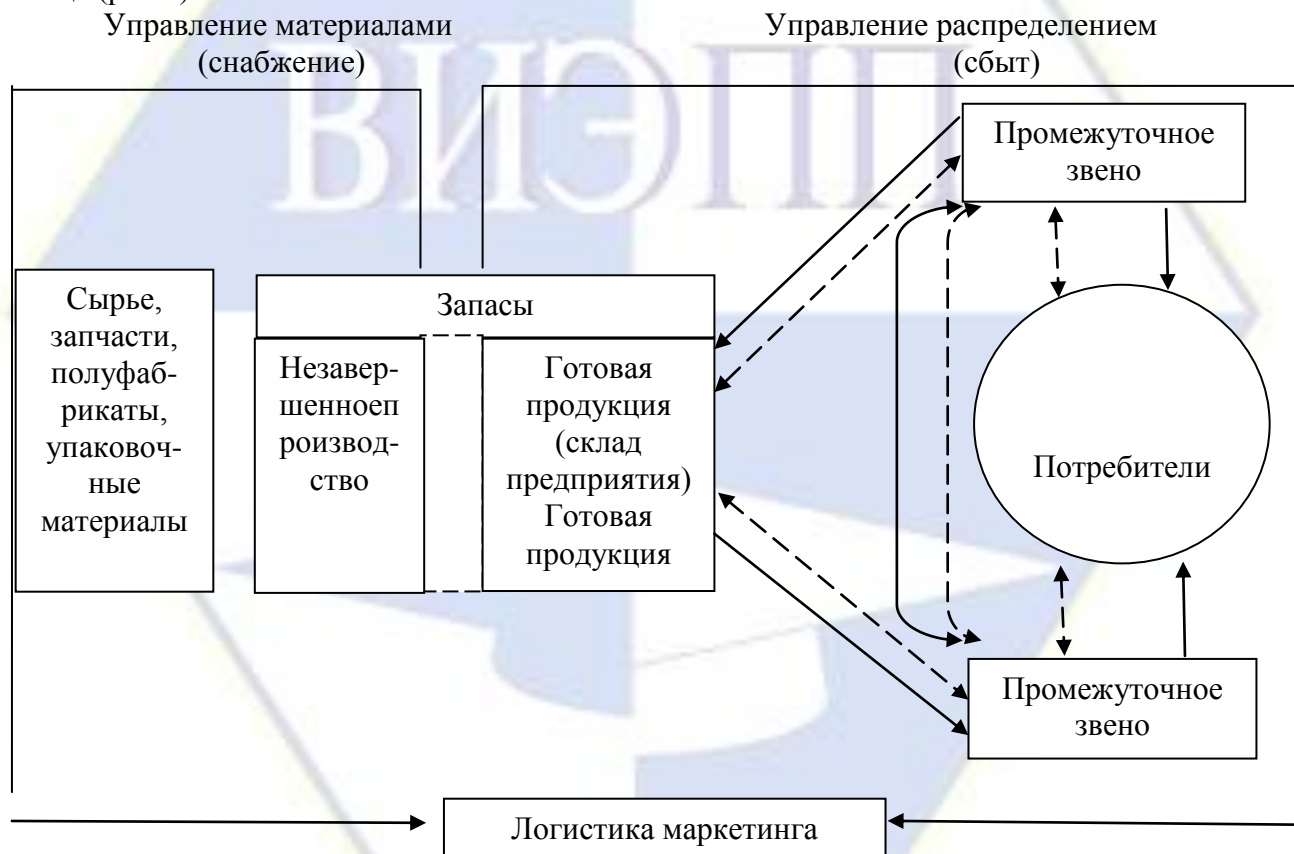 Управление материалами
(снабжение)
Управление распределением
(сбыт)
ВИЭПП
Промежуточное
звено
Сырье,
запчасти,
полуфаб-
рикаты,
упаковоч-
ные
материалы
Запасы
Незавер-
шенноеп
роизвод-
ство
Готовая
продукция
(склад
предприятия)
Готовая
продукция
Потребители
Промежуточное
звено
Логистика маркетинга